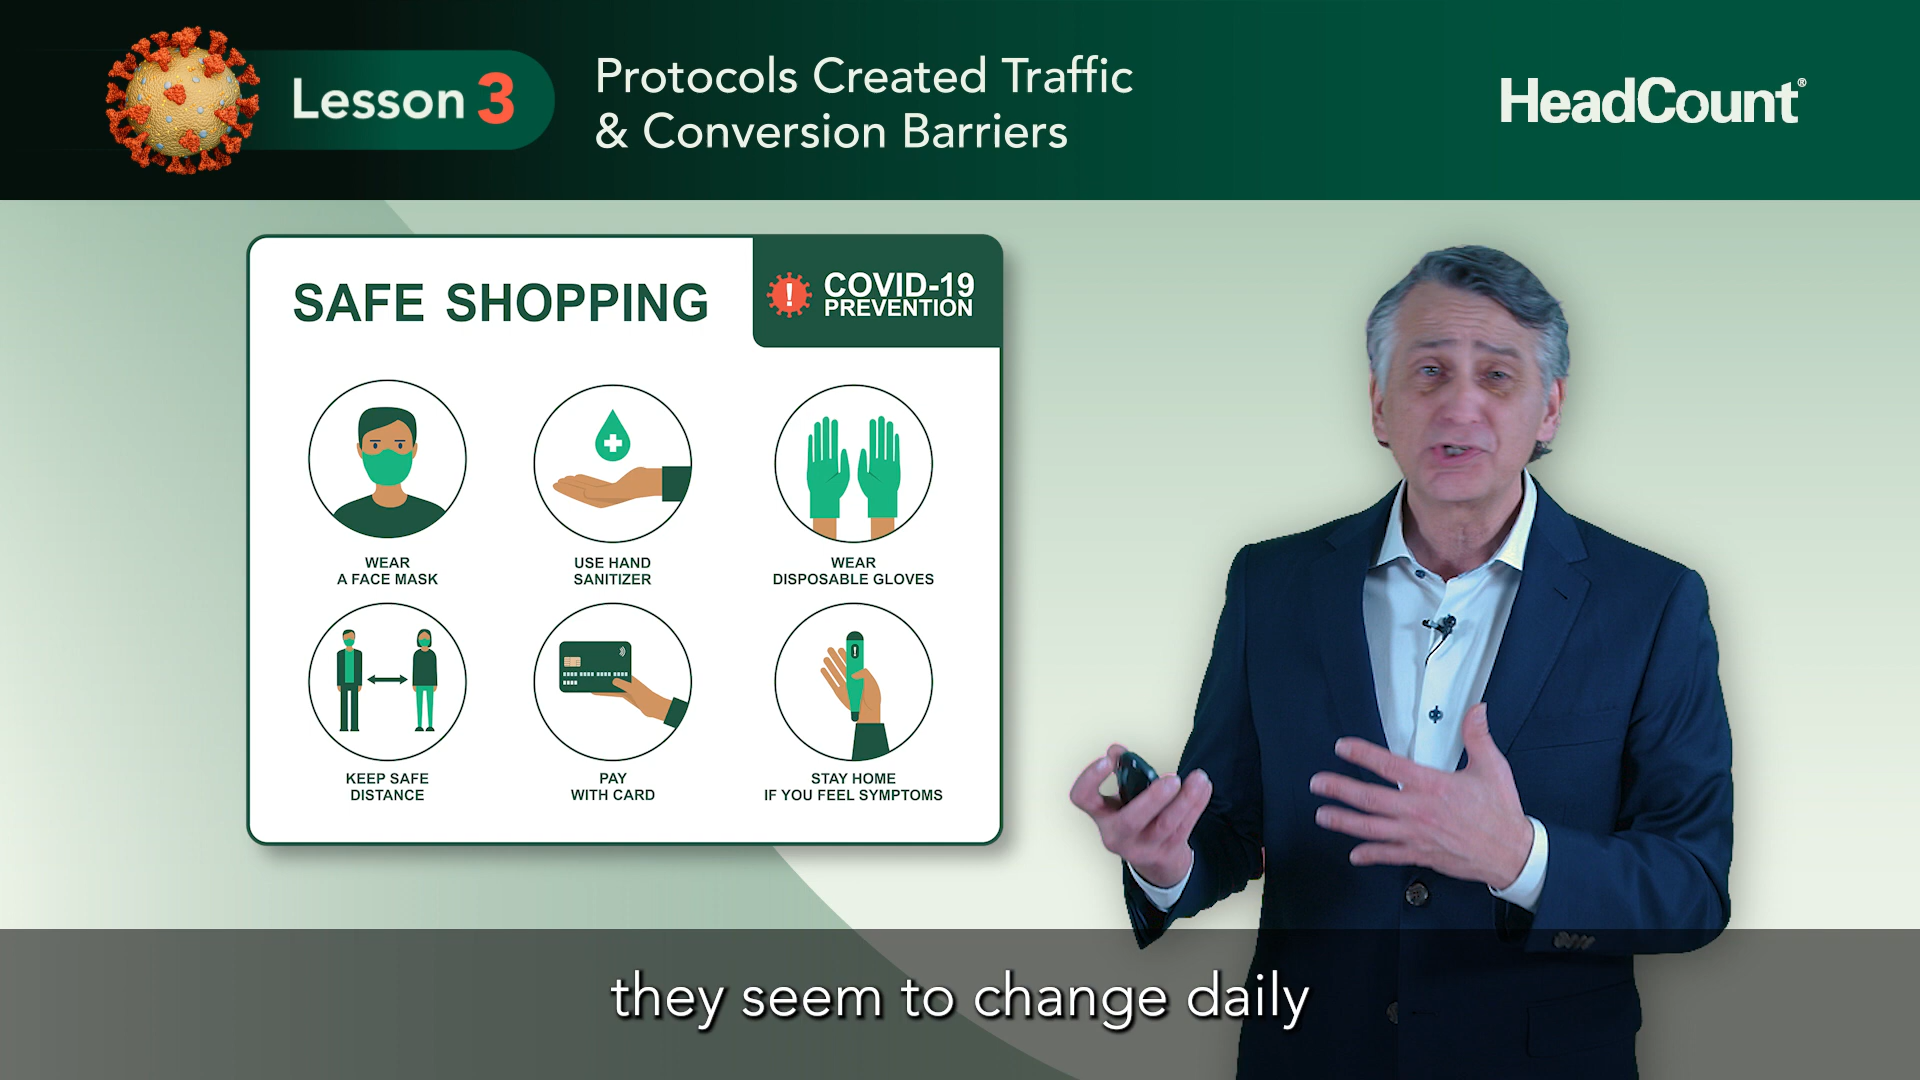 Lesson 3
Protocols Created Traffic
& Conversion Barriers
HeadCount®
SAFE SHOPPING
COVID-19
PREVENTION
WEAR
A FACE MASK
USE HAND
SANITIZER
WEAR
DISPOSABLE GLOVES
KEEP SAFE
DISTANCE
PAY
WITH CARD
STAY HOME
IF YOU FEEL SYMPTOMS
they seem to change daily